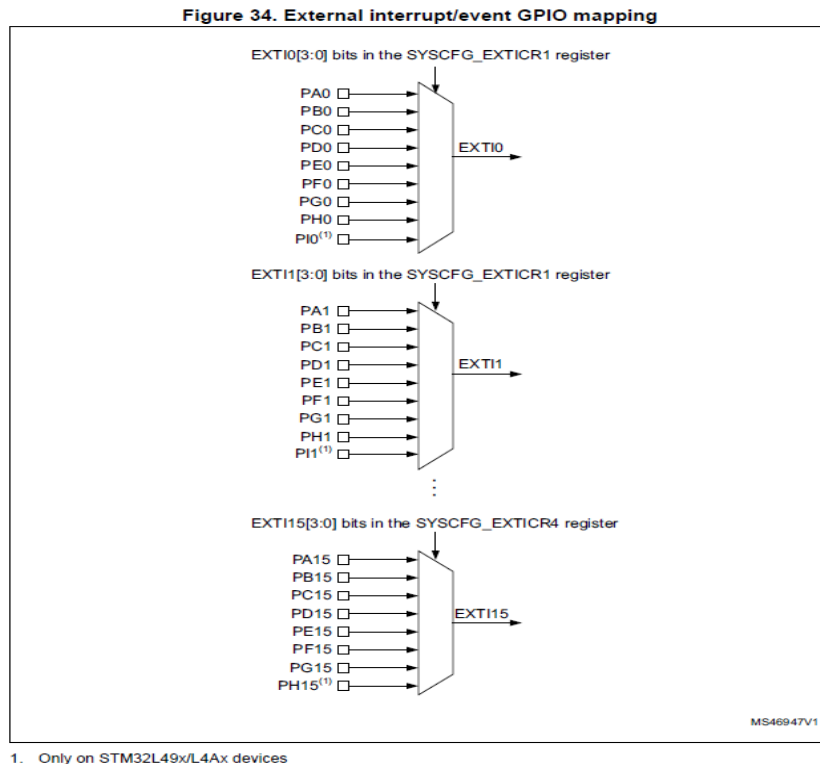 Figure 34. External interrupt/event GPIO mapping
EXTI0[3:0] bits in the SYSCFG_EXTICR1 register
PA0
PB0
PC0
PD0
PE0
PF0
PG0
PH0
PI0(1)
EXTI0
EXTI1[3:0] bits in the SYSCFG_EXTICR1 register
PA1
PB1
PC1
PD1
PE1
PF1
PG1
PH1
PI1(1)
EXTI1
EXTI15[3:0] bits in the SYSCFG_EXTICR4 register
PA15
PB15
PC15
PD15
PE15
PF15
PG15
PH15(1)
EXTI15
MS46947V1
1. Only on STM32L49x/L4Ax devices